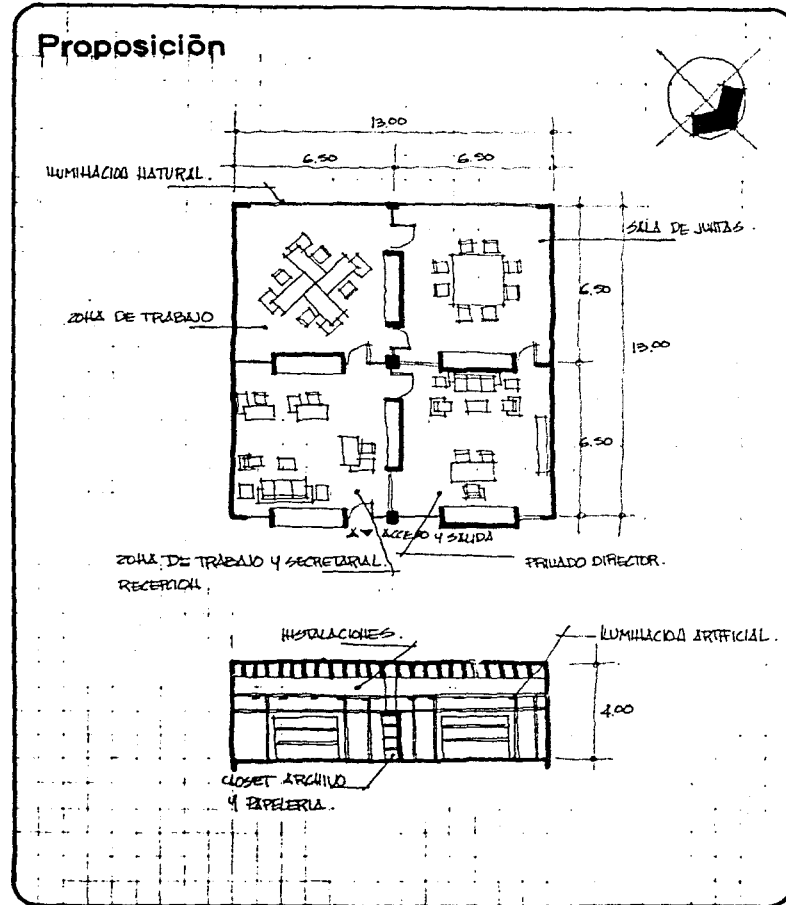 Proposición
13.00
6.50 6.50
ILUMINACION NATURAL.
SALA DE JUNTAS.
6.50
ZONA DE TRABAJO
13.00
6.50
ACCESO Y SALIDA
ZONA DE TRABAJO Y SECRETARIAL.
RECEPCION
PRIVADO DIRECTOR.
INSTALACIONES.
ILUMINACION ARTIFICIAL.
4.00
CLOSET ARCHIVO
Y PAPELERIA.